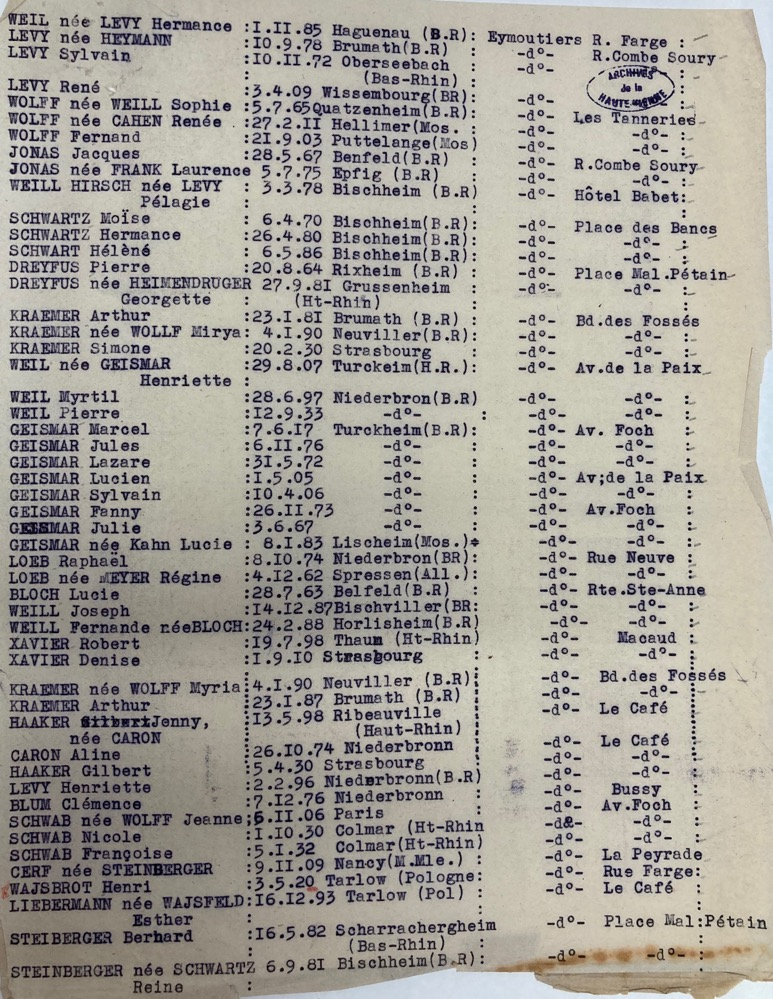 WEIL née LEVY Hermance :I.II.85 Haguenau (B.R): Eymoutiers R. Farge :
LEVY née HEYMANN :I0.9.78 Brumath(B.R) -d°- R.Combe Soury
LEVY Sylvain :I0.II.72 Oberseebach -d°- :
(Bas-Rhin) :
ARCHIVES de la HAUTE-VIENNE
LEVY René :3.4.09 Wissembourg(BR): -d°-
WOLFF née WEILL Sophie :5.7.65Quatzenheim(B.R): -d°-
WOLFF née CAHEN Renée :27.2.II Hellimer(Mos. : -d°- Les Tanneries
WOLFF Fernand :2I.9.03 Puttelange(Mos) -d°- -d°- :
JONAS Jacques :28.5.67 Benfeld(B.R) : -d°- -d°- :
JONAS née FRANK Laurence 5.7.75 Epfig (B.R) : -d°- R.Combe Soury
WEILL HIRSCH née LEVY : 3.3.78 Bischheim (B.R) -d°- -d°- :
Pélagie : : -d°- Hôtel Babet:
SCHWARTZ Moïse : 6.4.70 Bischheim(B.R): -d°- Place des Bancs
SCHWARTZ Hermance :26.4.80 Bischheim(B.R): -d°- -d°- :
SCHWART Hélèné : 6.5.86 Bischheim(B.R): -d°- -d°- :
DREYFUS Pierre :20.8.64 Rixheim (B.R) : -d°- Place Mal.Pétain
DREYFUS née HEIMENDRUGER 27.9.8I Grussenheim -d°- -d°- :
Georgette : (Ht-Rhin) :
KRAEMER Arthur :23.I.8I Brumath (B.R) : -d°- Bd.des Fossés
KRAEMER née WOLLF Mirya: 4.I.90 Neuviller(B.R): -d°- -d°- :
KRAEMER Simone :20.2.30 Strasbourg : -d°- -d°- :
WEIL née GEISMAR :29.8.07 Turckeim(H.R.): -d°- Av.de la Paix
Henriette :
WEIL Myrtil :28.6.97 Niederbron(B.R) -d°- -d°- :
WEIL Pierre :I2.9.33 -d°- : -d°- -d°- :
GEISMAR Marcel :7.6.I7 Turckheim(B.R): -d°- Av. Foch :
GEISMAR Jules :6.II.76 -d°- : -d°- -d°- :
GEISMAR Lazare :3I.5.72 -d°- : -d°- -d°- :
GEISMAR Lucien :I.5.05 -d°- : -d°- Av;de la Paix
GEISMAR Sylvain :I0.4.06 -d°- : -d°- -d°- :
GEISMAR Fanny :26.II.73 -d°- : -d°- Av.Foch :
GEISMAR Julie :3.6.67 -d°- : -d°- -d°- :
GEISMAR née Kahn Lucie : 8.I.83 Lischeim(Mos.): -d°- -d°- :
LOEB Raphaël :8.I0.74 Niederbron(BR): -d°- Rue Neuve :
LOEB née MEYER Régine :4.I2.62 Spressen(All.): -d°- -d°- :
BLOCH Lucie :28.7.63 Belfeld(B.R) : -d°- Rte.Ste-Anne
WEILL Joseph :I4.I2.87Bischviller(BR: -d°- -d°- :
WEILL Fernande néeBLOCH:24.2.88 Horlisheim(B.R) -d°- -d°- :
XAVIER Robert :I9.7.98 Thaun (Ht-Rhin) -d°- Macaud :
XAVIER Denise :I.9.I0 Strasbourg : -d°- -d°- :
KRAEMER née WOLFF Myria:4.I.90 Neuviller (B.R): -d°- Bd.des Fossés
KRAEMER Arthur :23.I.87 Brumath (B.R) : -d°- -d°- :
HAAKER Gilbert Jenny, :I3.5.98 Ribeauville : -d°- Le Café :
née CARON : (Haut-Rhin) :
CARON Aline :26.I0.74 Niederbronn : -d°- Le Café :
HAAKER Gilbert :5.4.30 Strasbourg : -d°- -d°- :
LEVY Henriette :2.2.96 Niederbronn(B.R) -d°- -d°- :
BLUM Clémence :7.I2.76 Niederbronn : -d°- Bussy :
SCHWAB née WOLFF Jeanne;6.II.06 Paris : -d°- Av.Foch :
SCHWAB Nicole :I.I0.30 Colmar (Ht-Rhin -d&- -d°- :
SCHWAB Françoise :5.I.32 Colmar(Ht-Rhin) -d°- -d°- :
CERF née STEINBERGER :9.II.09 Nancy(M.Mle.) : -d°- La Peyrade
WAJSBROT Henri :3.5.20 Tarlow (Pologne: -d°- Rue Farge:
LIEBERMANN née WAJSFELD:I6.I2.93 Tarlow (Pol) : -d°- Le Café :
Esther :
STEIBERGER Berhard :I6.5.82 Scharrachergheim -d°- Place Mal.Pétain
(Bas-Rhin) :
STEINBERGER née SCHWARTZ 6.9.8I Bischheim(B.R): -d°- -d°- :
Reine :